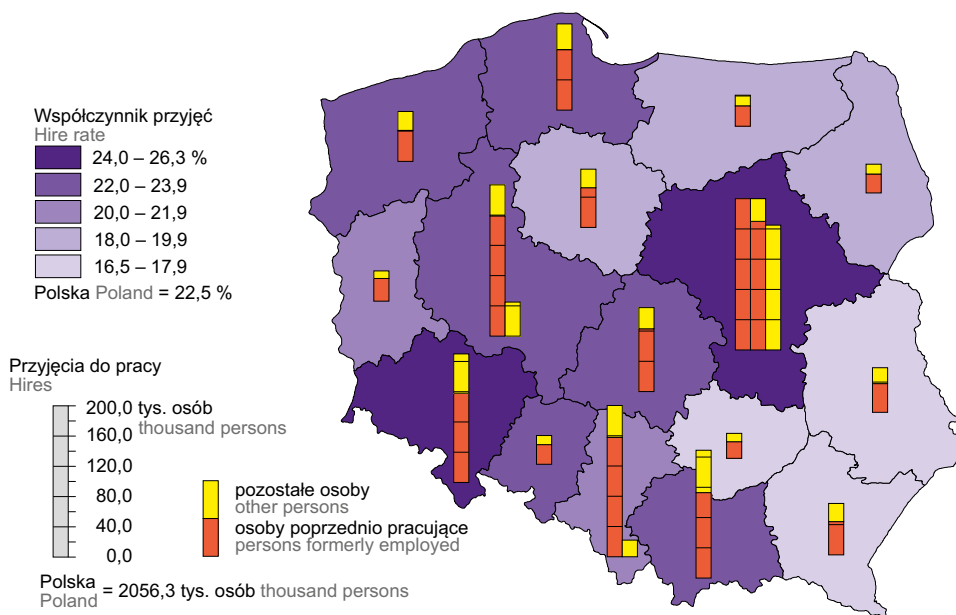 Współczynnik przyjęć
Hire rate
24,0 – 26,3 %
22,0 – 23,9
20,0 – 21,9
18,0 – 19,9
16,5 – 17,9
Polska Poland = 22,5 %
Przyjęcia do pracy
Hires
200,0 tys. osób
thousand persons
160,0
120,0
80,0
40,0
0,0
pozostałe osoby
other persons
osoby poprzednio pracujące
persons formerly employed
Polska
Poland = 2056,3 tys. osób thousand persons